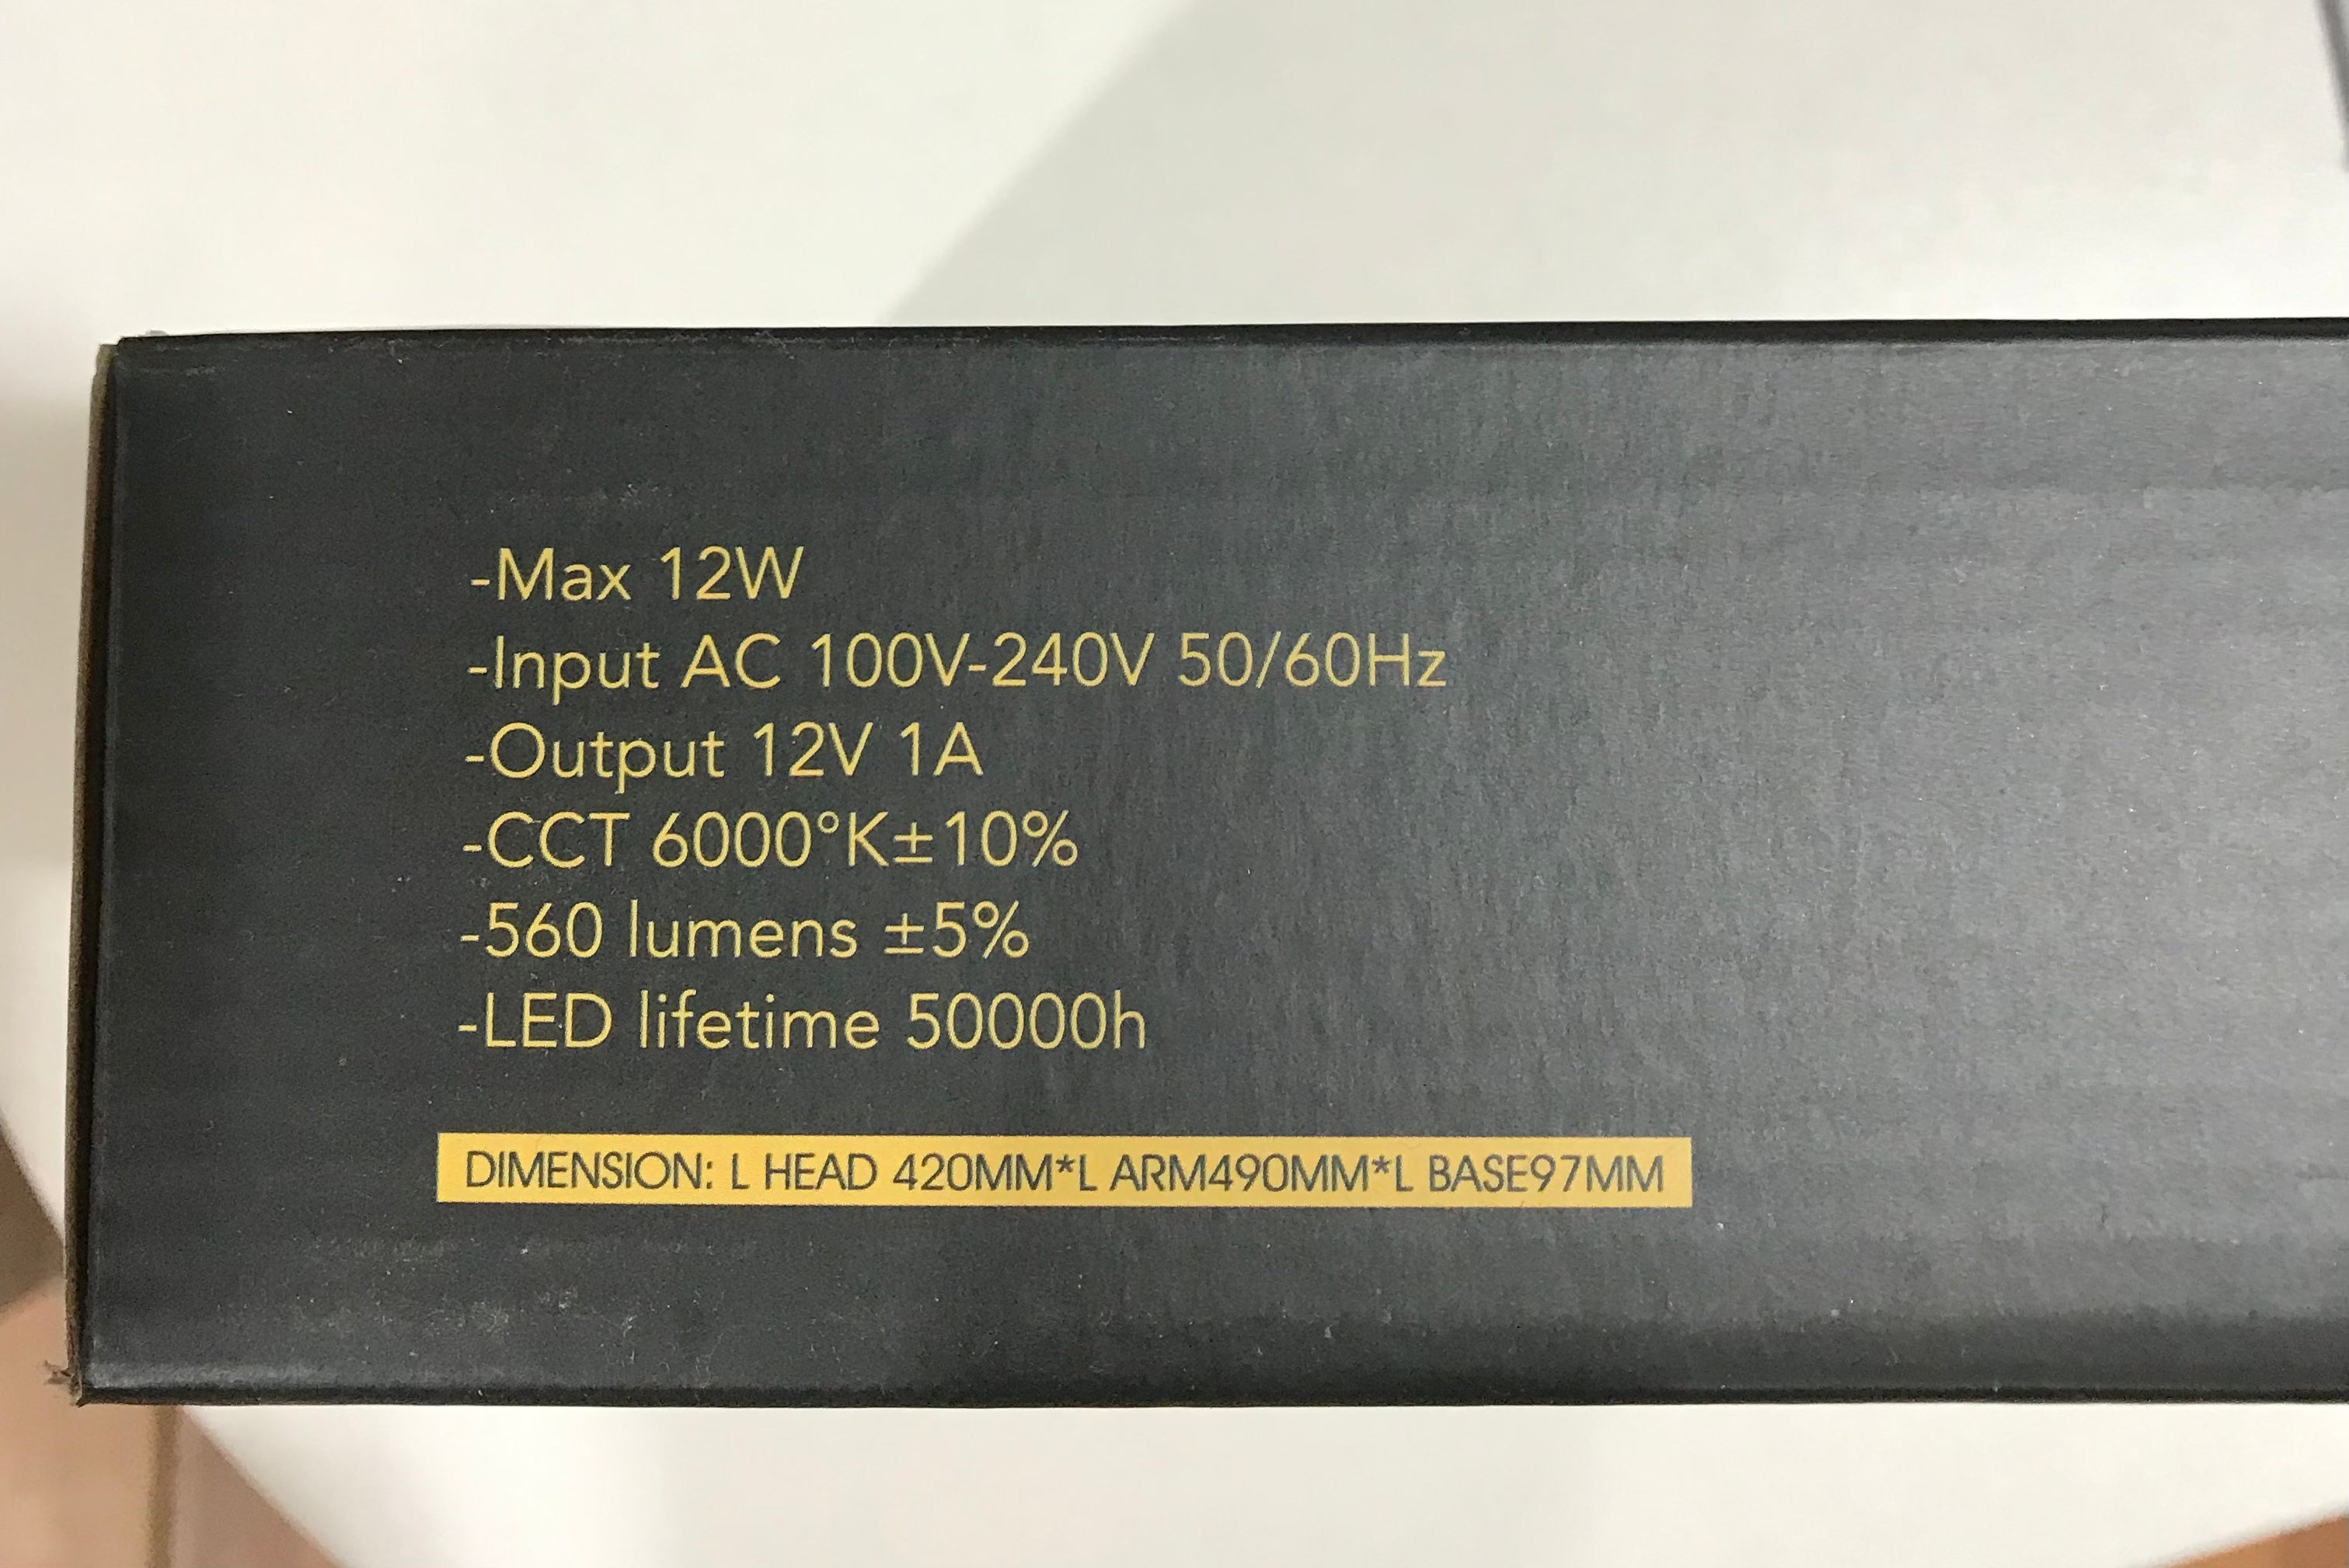 -Max 12W
-Input AC 100V-240V 50/60Hz
-Output 12V 1A
-CCT 6000°K±10%
-560 lumens ±5%
-LED lifetime 50000h
DIMENSION: L HEAD 420MM*L ARM490MM*L BASE97MM